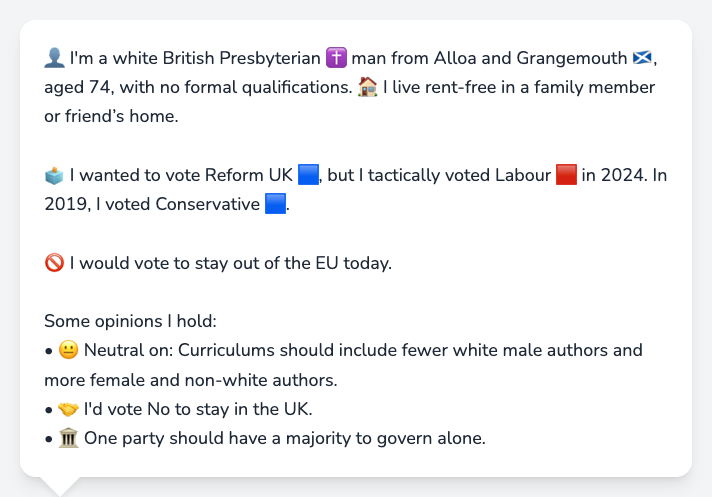 👤 I'm a white British Presbyterian ✝️ man from Alloa and Grangemouth 🏴󠁧󠁢󠁳󠁣󠁴󠁿,
aged 74, with no formal qualifications. 🏠 I live rent-free in a family member
or friend’s home.
🗳️ I wanted to vote Reform UK 🟦, but I tactically voted Labour 🟥 in 2024. In
2019, I voted Conservative 🟦.
🚫 I would vote to stay out of the EU today.
Some opinions I hold:
• 😐 Neutral on: Curriculums should include fewer white male authors and
more female and non-white authors.
• 🤝 I'd vote No to stay in the UK.
• 🏛️ One party should have a majority to govern alone.